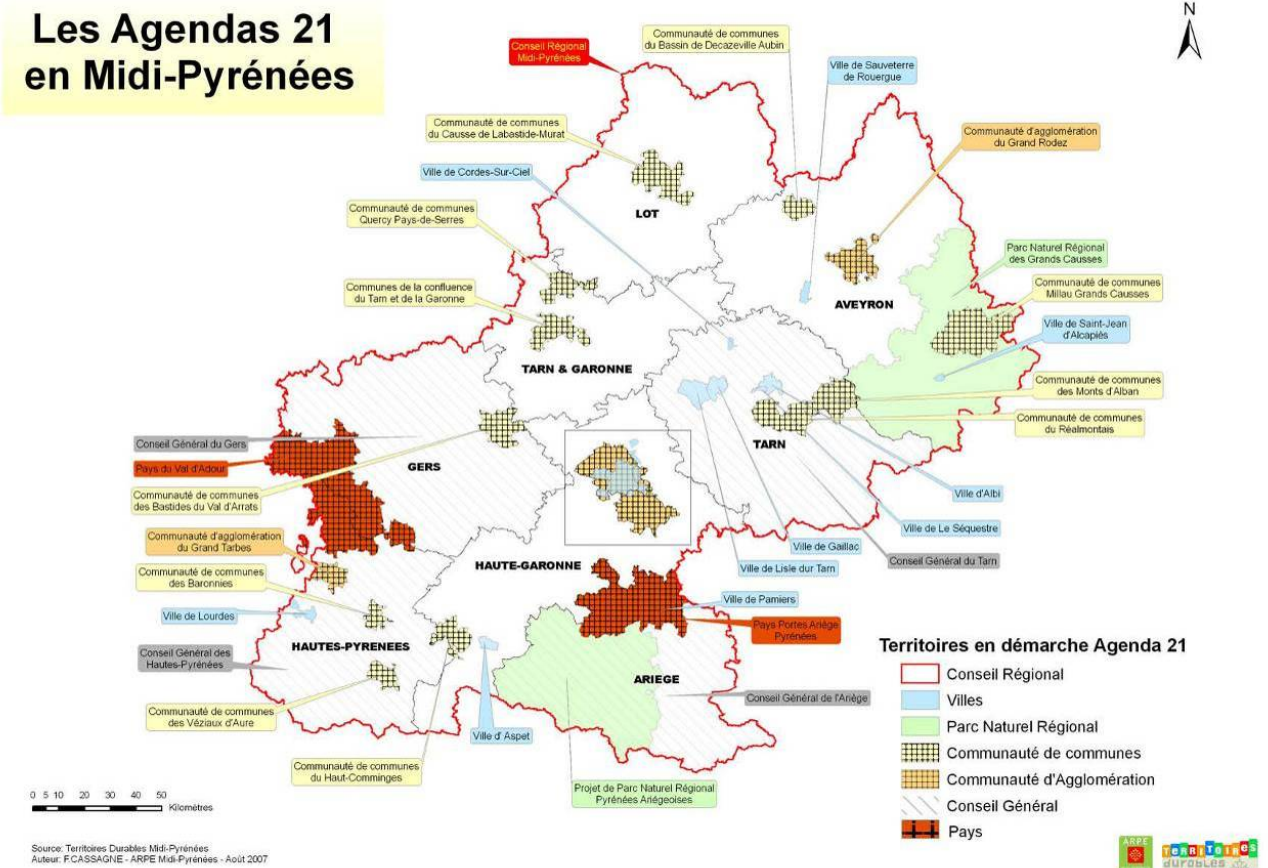 Les Agendas 21
en Midi-Pyrénées
N
Conseil Régional
Midi-Pyrénées
Communauté de communes
du Bassin de Decazeville Aubin
Ville de Sauveterre
de Rouergue
Communauté de communes
du Causse de Labastide-Murat
Communauté d'agglomération
du Grand Rodez
Ville de Cordes-Sur-Ciel
LOT
Communauté de communes
Quercy Pays-de-Serres
Parc Naturel Régional
des Grands Causses
Communes de la confluence
du Tarn et de la Garonne
AVEYRON
Communauté de communes
Millau Grands Causses
Ville de Saint-Jean
d'Alcapiès
TARN & GARONNE
Communauté de communes
des Monts d'Alban
Communauté de communes
du Réalmontais
Conseil Général du Gers
TARN
Pays du Val d'Adour
GERS
Communauté de communes
des Bastides du Val d'Arrats
Ville d'Albi
Ville de Le Séquestre
Communauté d'agglomération
du Grand Tarbes
Ville de Gaillac
Conseil Général du Tarn
HAUTE-GARONNE
Ville de Lisle dur Tarn
Communauté de communes
des Baronnies
Ville de Pamiers
Ville de Lourdes
Pays Portes Ariège
Pyrénées
HAUTES-PYRENEES
Conseil Général des
Hautes-Pyrénées
ARIEGE
Conseil Général de l'Ariège
Communauté de communes
des Véziaux d'Aure
Ville d' Aspet
Communauté de communes
du Haut-Comminges
Projet de Parc Naturel Régional
Pyrénées Ariégeoises
Territoires en démarche Agenda 21
Conseil Régional
Villes
Parc Naturel Régional
Communauté de communes
Communauté d'Agglomération
Conseil Général
Pays
0 5 10 20 30 40 50
Kilomètres
Source: Territoires Durables Midi-Pyrénées
Auteur: F.CASSAGNE - ARPE Midi-Pyrénées - Août 2007
ARPE
TERRITOIRES
durables